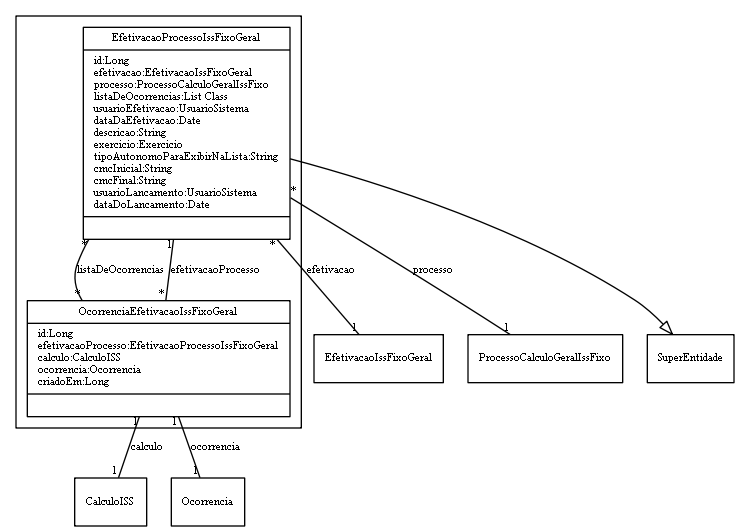 EfetivacaoProcessoIssFixoGeral
id:Long
efetivacao:EfetivacaoIssFixoGeral
processo:ProcessoCalculoGeralIssFixo
listaDeOcorrencias:List Class
usuarioEfetivacao:UsuarioSistema
dataDaEfetivacao:Date
descricao:String
exercicio:Exercicio
tipoAutonomoParaExibirNaLista:String
cmcInicial:String
cmcFinal:String
usuarioLancamento:UsuarioSistema
dataDoLancamento:Date
*
* 1 *
listaDeOcorrencias efetivacaoProcesso efetivacao processo
* *
OcorrenciaEfetivacaoIssFixoGeral
id:Long
efetivacaoProcesso:EfetivacaoProcessoIssFixoGeral
calculo:CalculoISS
ocorrencia:Ocorrencia
criadoEm:Long
1 1
EfetivacaoIssFixoGeral ProcessoCalculoGeralIssFixo SuperEntidade
1 1
calculo ocorrencia
1 1
CalculoISS Ocorrencia